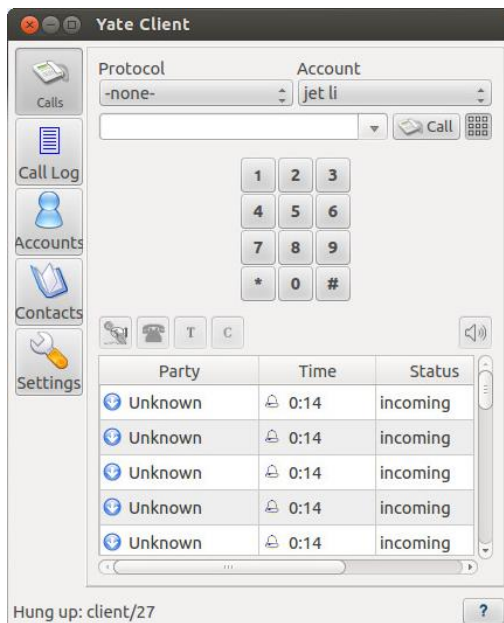 Yate Client
Protocol Account
-none- jet li
Call
Calls
Call Log
Accounts
Contacts
Settings
1 2 3
4 5 6
7 8 9
* 0 #
T C
Party Time Status
Unknown 0:14 incoming
Unknown 0:14 incoming
Unknown 0:14 incoming
Unknown 0:14 incoming
Unknown 0:14 incoming
Hung up: client/27 ?